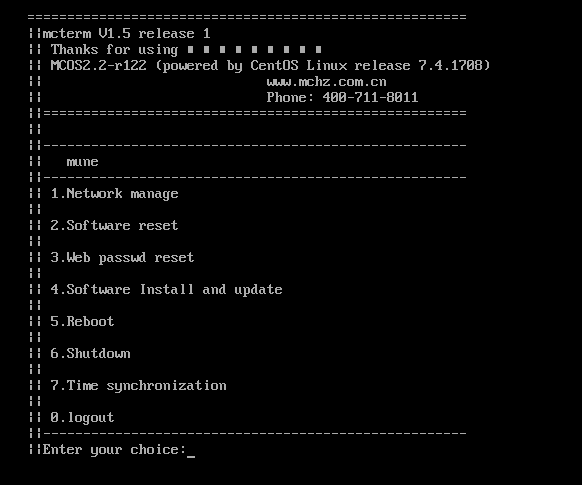 ===================================================
||mcterm V1.5 release 1
|| Thanks for using ■ ■ ■ ■ ■ ■ ■ ■ ■
|| MCOS2.2-r122 (powered by CentOS Linux release 7.4.1708)
|| www.mchz.com.cn
|| Phone: 400-711-8011
||===================================================
||
||---------------------------------------------------
|| mune
||---------------------------------------------------
|| 1.Network manage
||
|| 2.Software reset
||
|| 3.Web passwd reset
||
|| 4.Software Install and update
||
|| 5.Reboot
||
|| 6.Shutdown
||
|| 7.Time synchronization
||
|| 0.logout
||---------------------------------------------------
||Enter your choice:_